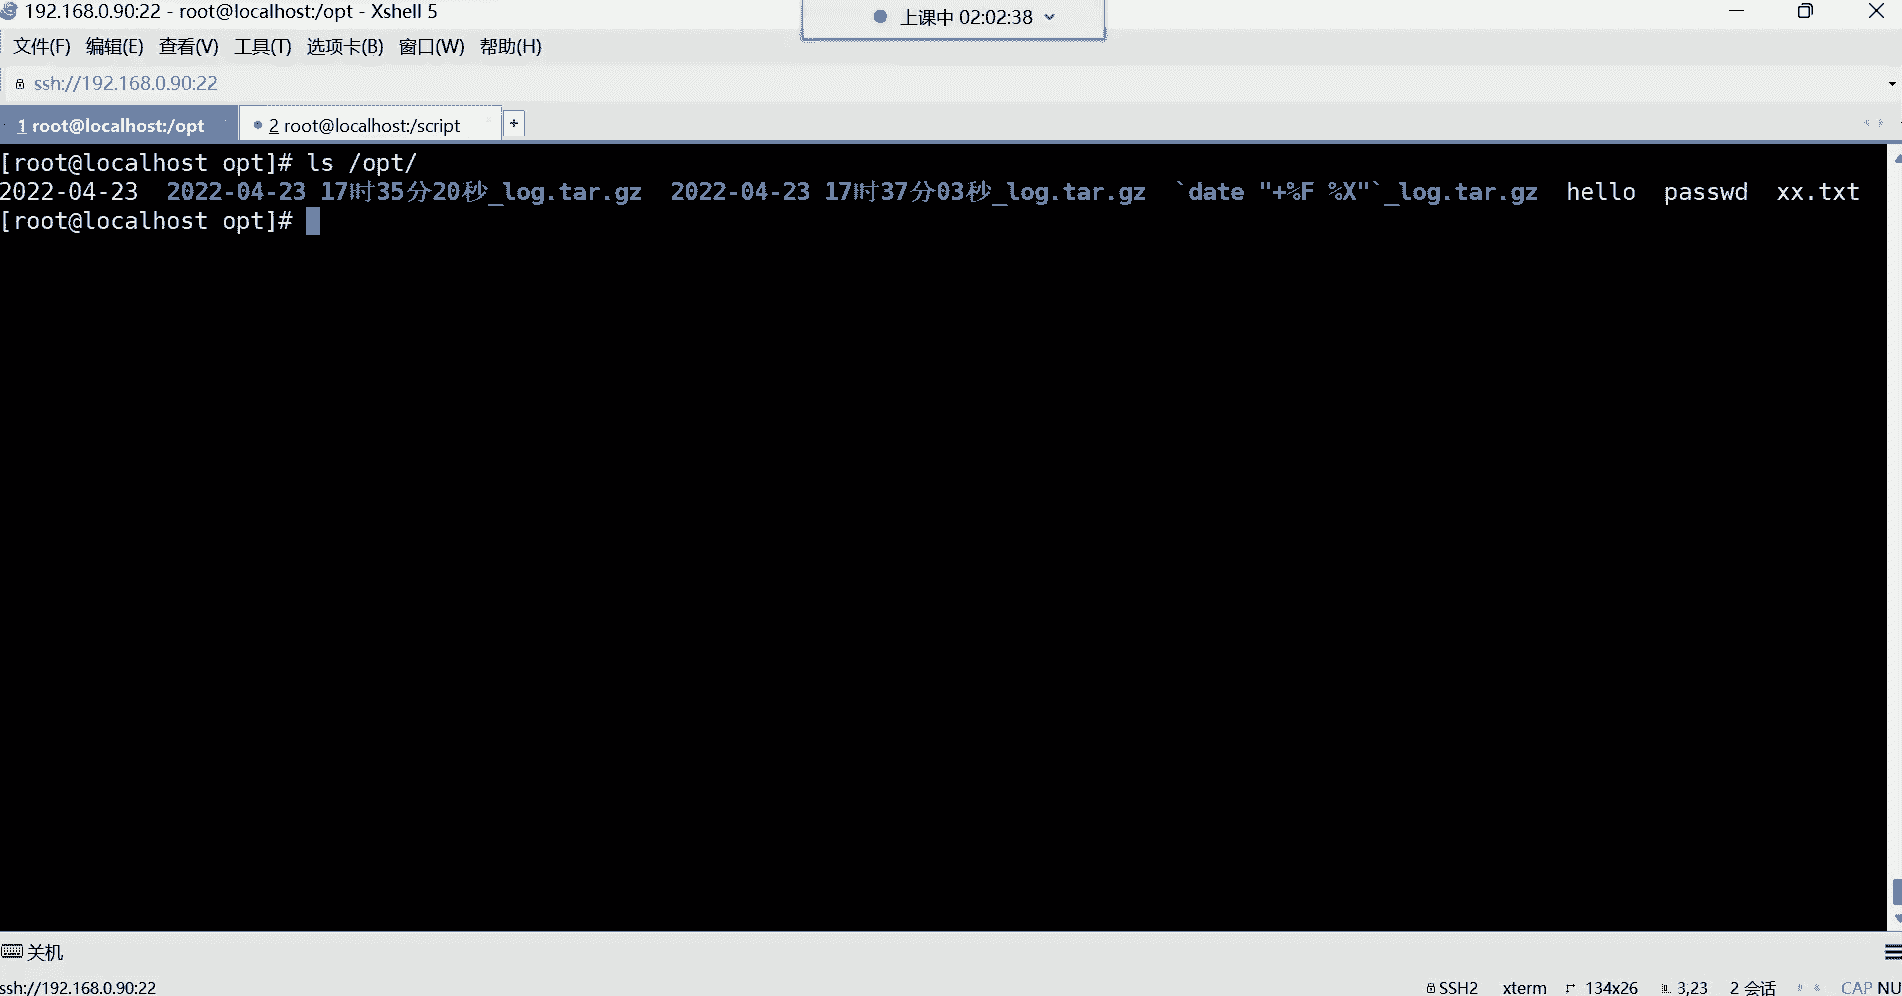 192.168.0.90:22 - root@localhost:/opt - Xshell 5
上课中 02:02:38
文件(F) 编辑(E) 查看(V) 工具(T) 选项卡(B) 窗口(W) 帮助(H)
ssh://192.168.0.90:22
1 root@localhost:/opt 2 root@localhost:/script +
[root@localhost opt]# ls /opt/
2022-04-23  2022-04-23 17时35分20秒_log.tar.gz  2022-04-23 17时37分03秒_log.tar.gz  `date "+%F %X"`_log.tar.gz  hello  passwd  xx.txt
[root@localhost opt]#
关机
ssh://192.168.0.90:22 SSH2 xterm 134x26 3,23 2 会话 CAP NU